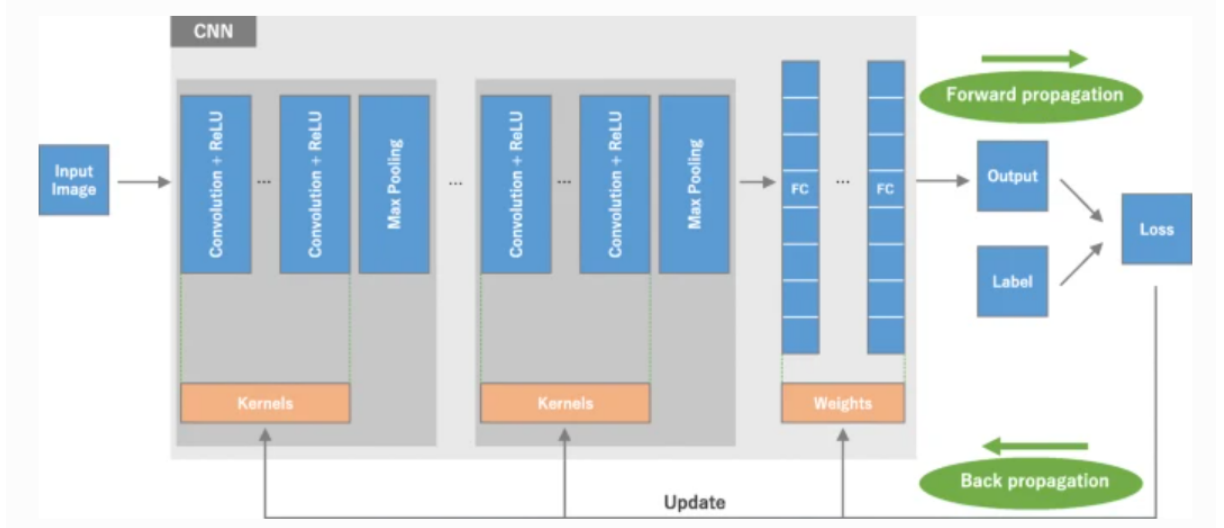 CNN
Forward propagation
Input
Image
Convolution + ReLU
...
Convolution + ReLU
Max Pooling
...
Convolution + ReLU
...
Convolution + ReLU
Max Pooling
FC
...
FC
Output
Label
Loss
Kernels
Kernels
Weights
Back propagation
Update